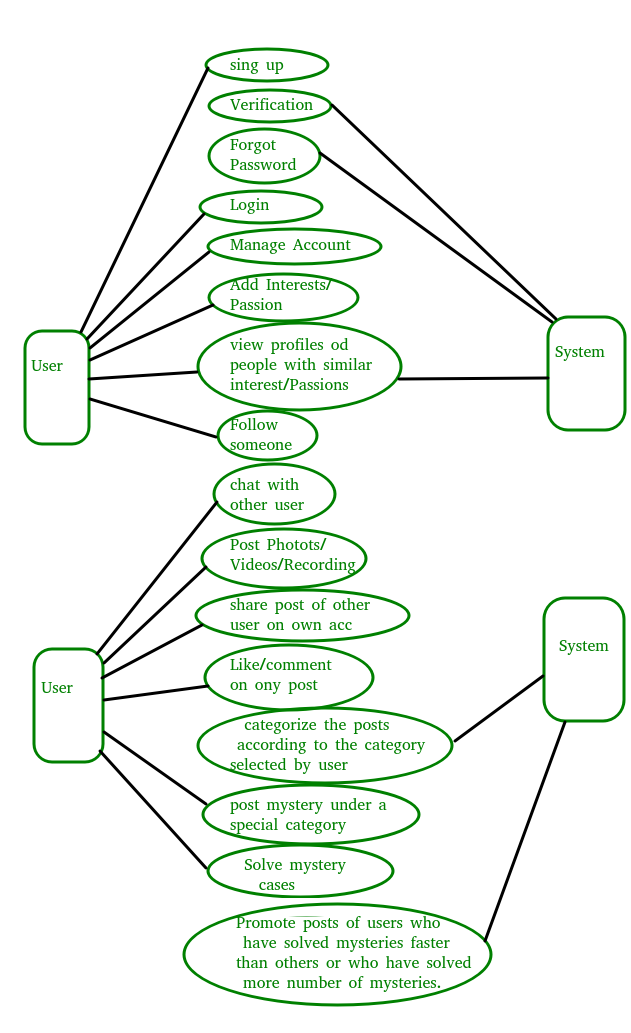 sing up
Verification
Forgot
Password
Login
Manage Account
Add Interests/
Passion
view profiles od
people with similar
interest/Passions
User
System
Follow
someone
chat with
other user
Post Photots/
Videos/Recording
share post of other
user on own acc
Like/comment
on ony post
User
System
categorize the posts
according to the category
selected by user
post mystery under a
special category
Solve mystery
cases
Promote posts of users who
have solved mysteries faster
than others or who have solved
more number of mysteries.